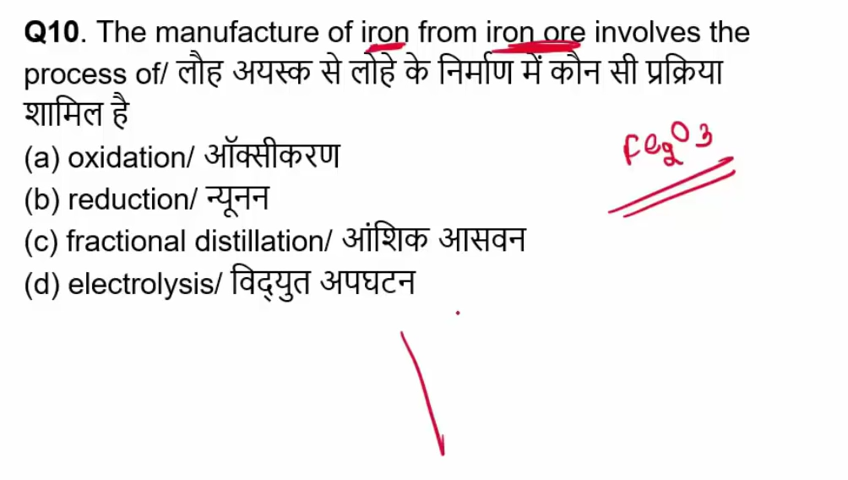 Q10. The manufacture of iron from iron ore involves the
process of/ लौह अयस्क से लोहे के निर्माण में कौन सी प्रक्रिया
शामिल है
Fe2O3
(a) oxidation/ ऑक्सीकरण
(b) reduction/ न्यूनन
(c) fractional distillation/ आंशिक आसवन
(d) electrolysis/ विद्युत अपघटन